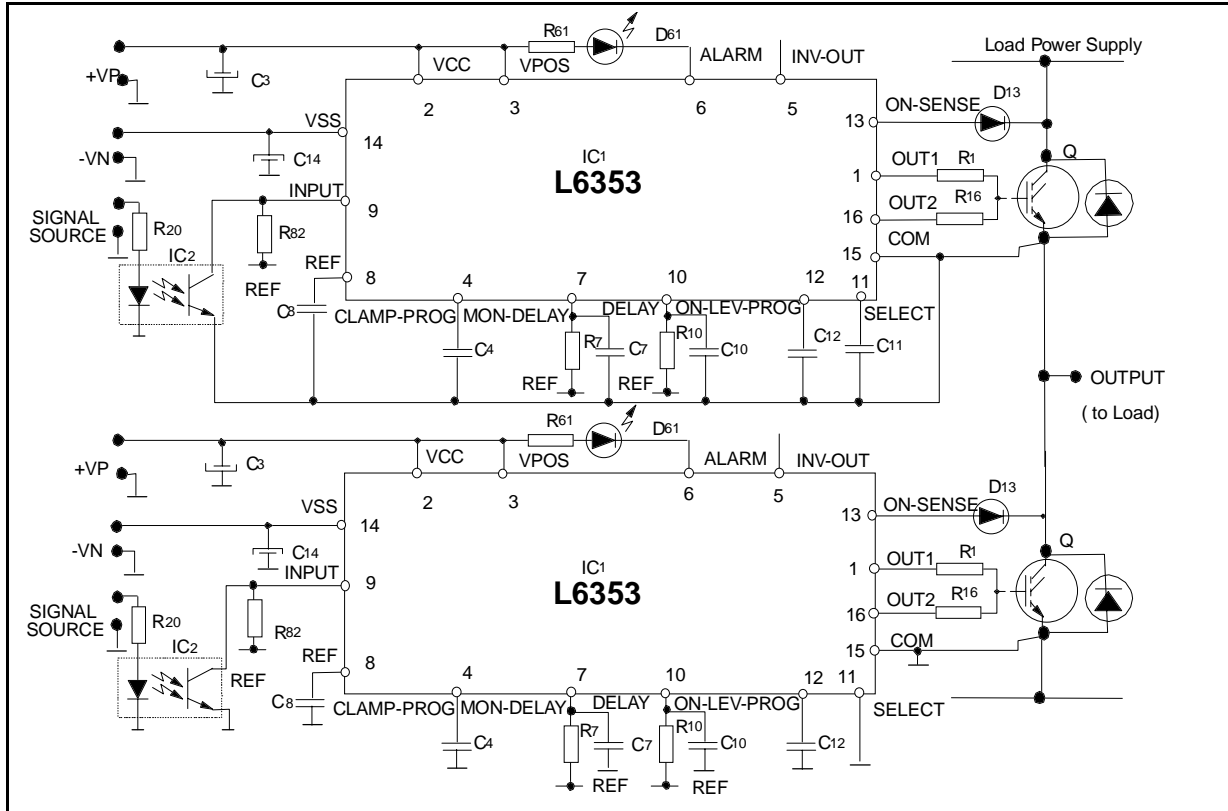 R61
D61
ALARM
INV-OUT
Load Power Supply
+VP
C3
VCC
VPOS
2
3
6
5
ON-SENSE
D13
13
VSS
14
-VN
C14
IC1
L6353
OUT1
R1
Q
1
INPUT
9
SIGNAL
SOURCE
R20
R82
OUT2
R16
16
COM
15
IC2
REF
REF
8
4
7
10
12
11
SELECT
C8
CLAMP-PROG
MON-DELAY
DELAY
ON-LEV-PROG
C4
R7
C7
R10
C10
C12
C11
REF
REF
OUTPUT
( to Load)
R61
D61
ALARM
INV-OUT
+VP
C3
VCC
VPOS
2
3
6
5
ON-SENSE
D13
13
VSS
14
-VN
C14
IC1
L6353
OUT1
R1
Q
1
INPUT
9
SIGNAL
SOURCE
R20
R82
OUT2
R16
16
COM
15
IC2
REF
REF
8
4
7
10
12
11
SELECT
C8
CLAMP-PROG
MON-DELAY
DELAY
ON-LEV-PROG
C4
R7
C7
R10
C10
C12
REF
REF